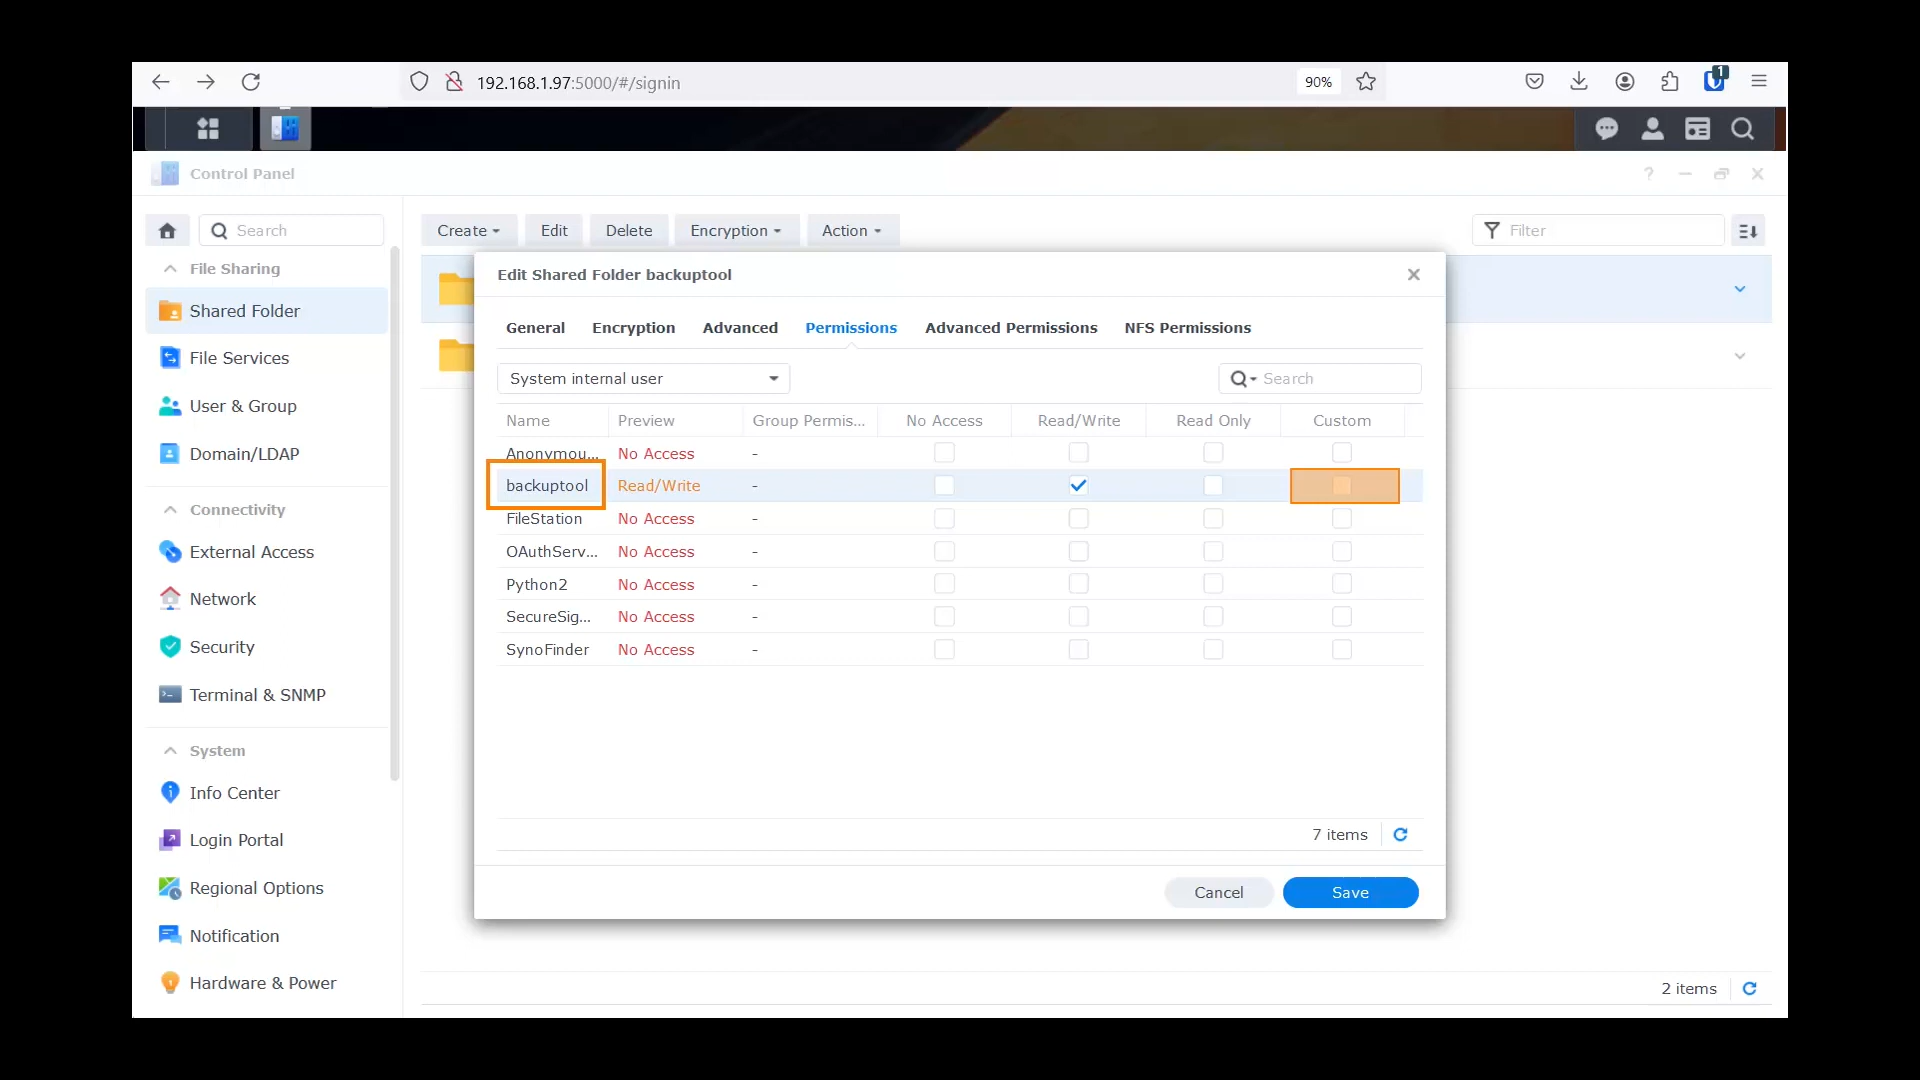 192.168.1.97:5000/#/signin
90%
1
Control Panel
?
Search
Create
Edit
Delete
Encryption
Action
Filter
File Sharing
Shared Folder
File Services
User & Group
Domain/LDAP
Connectivity
External Access
Network
Security
Terminal & SNMP
System
Info Center
Login Portal
Regional Options
Notification
Hardware & Power
Edit Shared Folder backuptool
General
Encryption
Advanced
Permissions
Advanced Permissions
NFS Permissions
System internal user
Search
Name Preview Group Permis... No Access Read/Write Read Only Custom
Anonymou... No Access -
backuptool Read/Write -
FileStation No Access -
OAuthServ... No Access -
Python2 No Access -
SecureSig... No Access -
SynoFinder No Access -
7 items
Cancel
Save
2 items